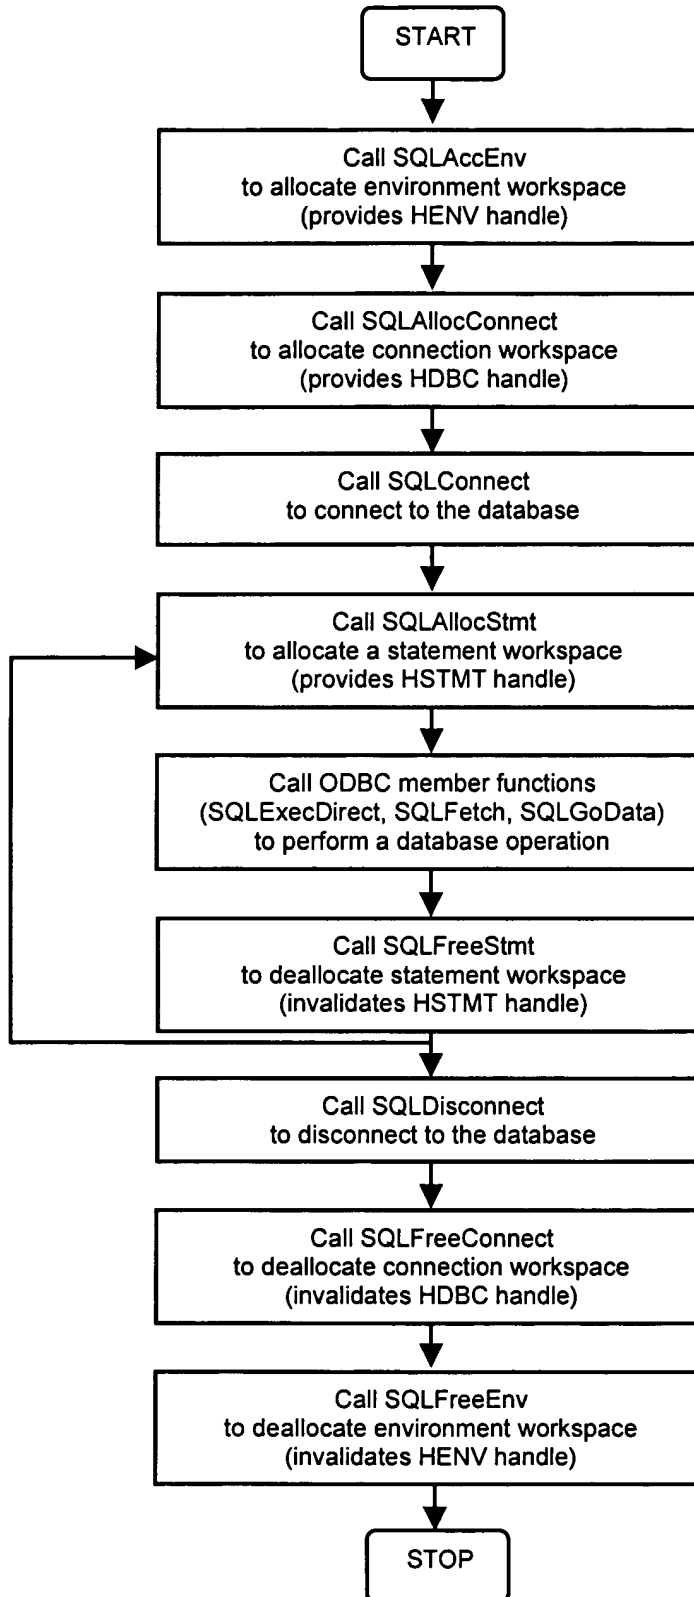 START
Call SQLAccEnv
to allocate environment workspace
(provides HENV handle)
Call SQLAllocConnect
to allocate connection workspace
(provides HDBC handle)
Call SQLConnect
to connect to the database
Call SQLAllocStmt
to allocate a statement workspace
(provides HSTMT handle)
Call ODBC member functions
(SQLExecDirect, SQLFetch, SQLGoData)
to perform a database operation
Call SQLFreeStmt
to deallocate statement workspace
(invalidates HSTMT handle)
Call SQLDisconnect
to disconnect to the database
Call SQLFreeConnect
to deallocate connection workspace
(invalidates HDBC handle)
Call SQLFreeEnv
to deallocate environment workspace
(invalidates HENV handle)
STOP